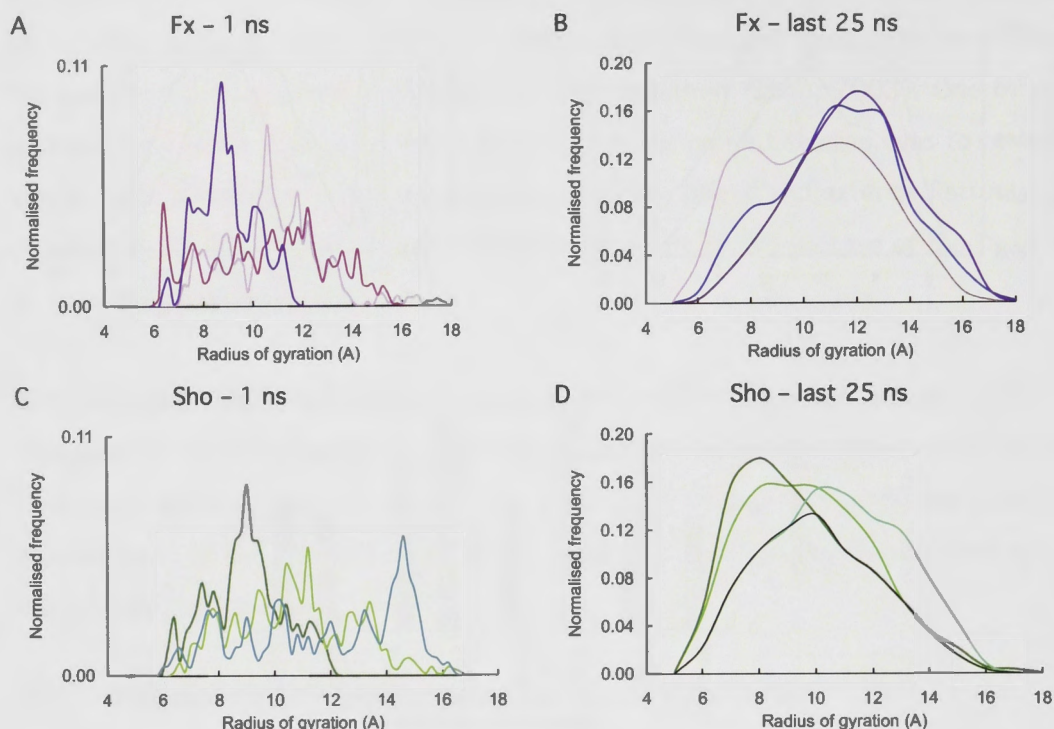 A
Fx – 1 ns
0.11
0.00
Normalised frequency
4 6 8 10 12 14 16 18
Radius of gyration (A)
B
Fx – last 25 ns
0.20
0.16
0.12
0.08
0.04
0.00
Normalised frequency
4 6 8 10 12 14 16 18
Radius of gyration (A)
C
Sho – 1 ns
0.11
0.00
Normalised frequency
4 6 8 10 12 14 16 18
Radius of gyration (A)
D
Sho – last 25 ns
0.20
0.16
0.12
0.08
0.04
0.00
Normalised frequency
4 6 8 10 12 14 16 18
Radius of gyration (A)